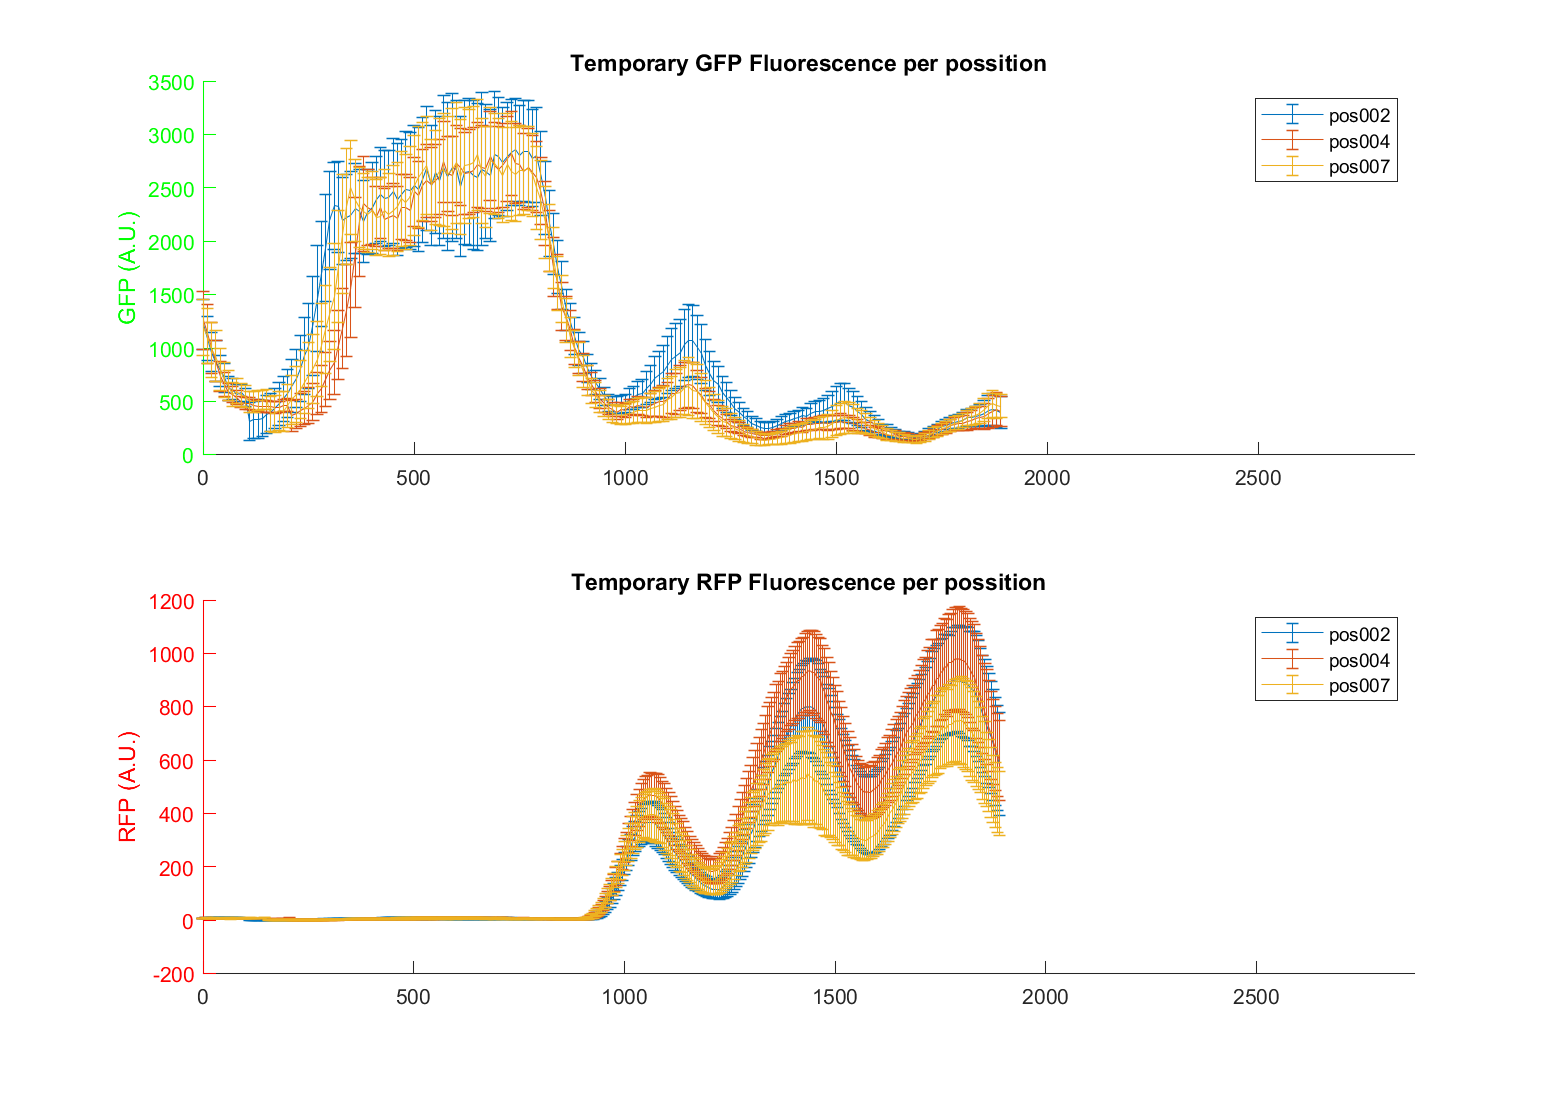 Temporary GFP Fluorescence per possition
3500
3000
2500
2000
1500
1000
500
0
GFP (A.U.)
0 500 1000 1500 2000 2500
pos002
pos004
pos007
Temporary RFP Fluorescence per possition
1200
1000
800
600
400
200
0
-200
RFP (A.U.)
0 500 1000 1500 2000 2500
pos002
pos004
pos007